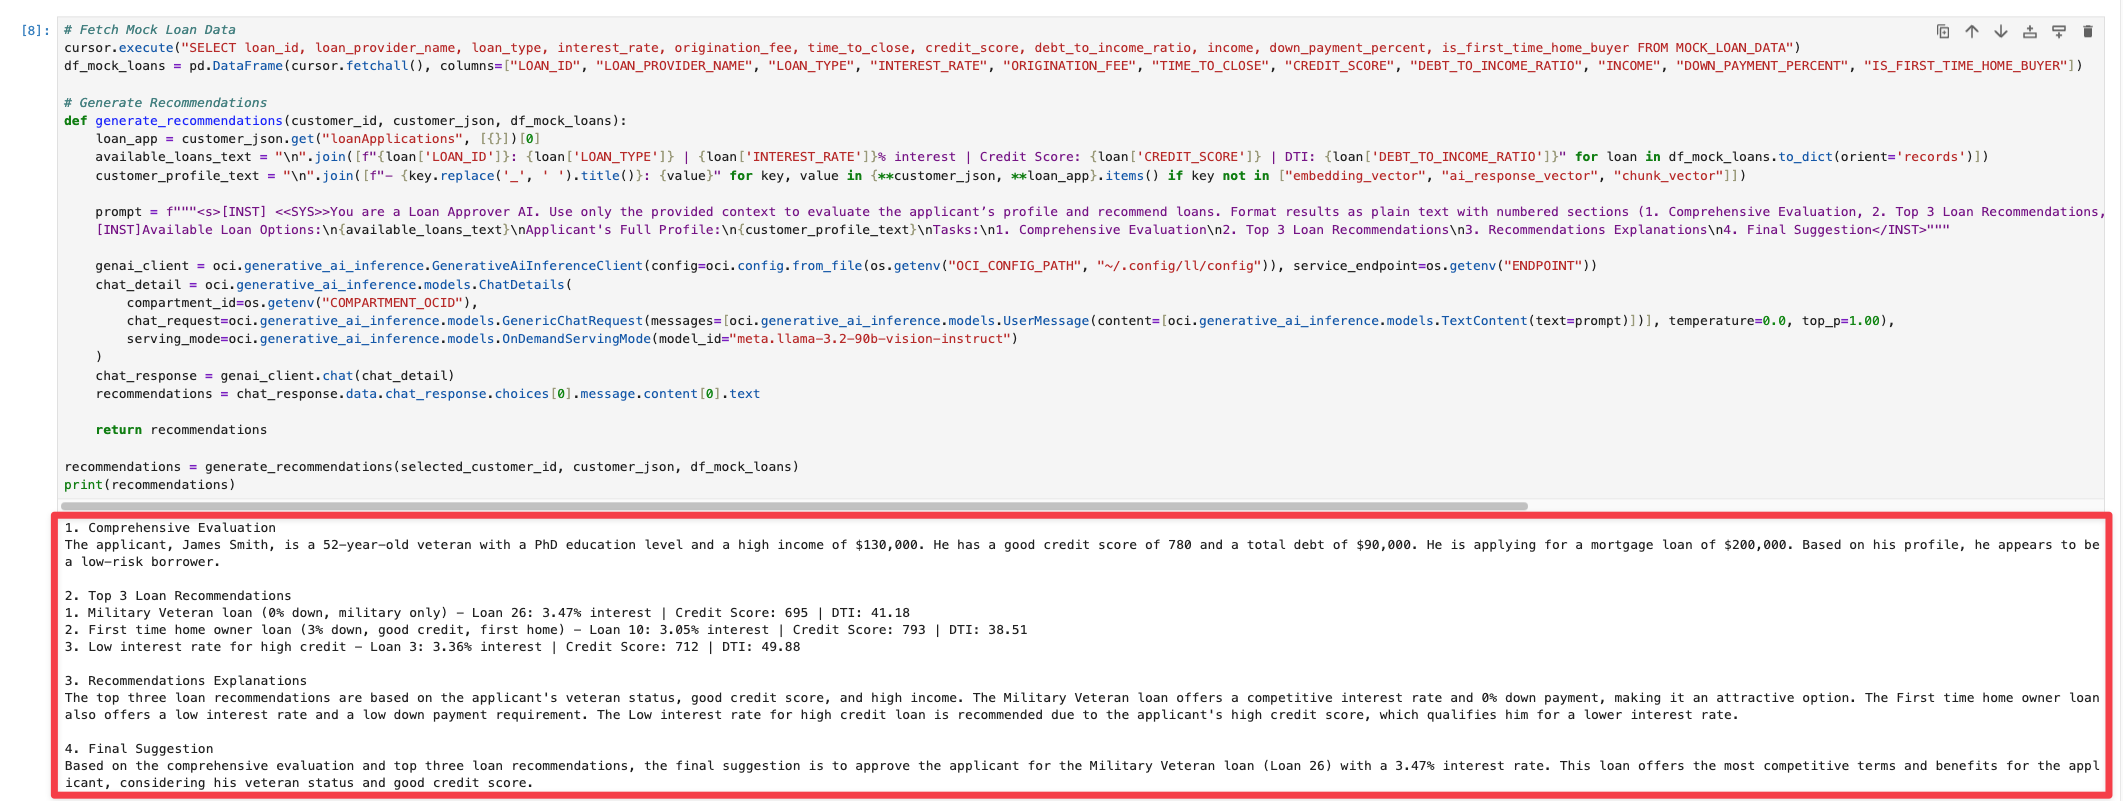 [8]:
# Fetch Mock Loan Data
cursor.execute("SELECT loan_id, loan_provider_name, loan_type, interest_rate, origination_fee, time_to_close, credit_score, debt_to_income_ratio, income, down_payment_percent, is_first_time_home_buyer FROM MOCK_LOAN_DATA")
df_mock_loans = pd.DataFrame(cursor.fetchall(), columns=["LOAN_ID", "LOAN_PROVIDER_NAME", "LOAN_TYPE", "INTEREST_RATE", "ORIGINATION_FEE", "TIME_TO_CLOSE", "CREDIT_SCORE", "DEBT_TO_INCOME_RATIO", "INCOME", "DOWN_PAYMENT_PERCENT", "IS_FIRST_TIME_HOME_BUYER"])
# Generate Recommendations
def generate_recommendations(customer_id, customer_json, df_mock_loans):
    loan_app = customer_json.get("loanApplications", [{}])[0]
    available_loans_text = "\n".join([f"{loan['LOAN_ID']}: {loan['LOAN_TYPE']} | {loan['INTEREST_RATE']}% interest | Credit Score: {loan['CREDIT_SCORE']} | DTI: {loan['DEBT_TO_INCOME_RATIO']}" for loan in df_mock_loans.to_dict(orient='records')])
    customer_profile_text = "\n".join([f"– {key.replace('_', ' ').title()}: {value}" for key, value in {**customer_json, **loan_app}.items() if key not in ["embedding_vector", "ai_response_vector", "chunk_vector"]])
    prompt = f"""<s>[INST] <<SYS>>You are a Loan Approver AI. Use only the provided context to evaluate the applicant’s profile and recommend loans. Format results as plain text with numbered sections (1. Comprehensive Evaluation, 2. Top 3 Loan Recommendations,
    [INST]Available Loan Options:\n{available_loans_text}\nApplicant's Full Profile:\n{customer_profile_text}\nTasks:\n1. Comprehensive Evaluation\n2. Top 3 Loan Recommendations\n3. Recommendations Explanations\n4. Final Suggestion</INST>"""
    genai_client = oci.generative_ai_inference.GenerativeAiInferenceClient(config=oci.config.from_file(os.getenv("OCI_CONFIG_PATH", "~/.config/ll/config")), service_endpoint=os.getenv("ENDPOINT"))
    chat_detail = oci.generative_ai_inference.models.ChatDetails(
        compartment_id=os.getenv("COMPARTMENT_OCID"),
        chat_request=oci.generative_ai_inference.models.GenericChatRequest(messages=[oci.generative_ai_inference.models.UserMessage(content=[oci.generative_ai_inference.models.TextContent(text=prompt)])], temperature=0.0, top_p=1.00),
        serving_mode=oci.generative_ai_inference.models.OnDemandServingMode(model_id="meta.llama-3.2-90b-vision-instruct")
    )
    chat_response = genai_client.chat(chat_detail)
    recommendations = chat_response.data.chat_response.choices[0].message.content[0].text
    return recommendations
recommendations = generate_recommendations(selected_customer_id, customer_json, df_mock_loans)
print(recommendations)
1. Comprehensive Evaluation
The applicant, James Smith, is a 52-year-old veteran with a PhD education level and a high income of $130,000. He has a good credit score of 780 and a total debt of $90,000. He is applying for a mortgage loan of $200,000. Based on his profile, he appears to be
a low-risk borrower.
2. Top 3 Loan Recommendations
1. Military Veteran loan (0% down, military only) – Loan 26: 3.47% interest | Credit Score: 695 | DTI: 41.18
2. First time home owner loan (3% down, good credit, first home) – Loan 10: 3.05% interest | Credit Score: 793 | DTI: 38.51
3. Low interest rate for high credit – Loan 3: 3.36% interest | Credit Score: 712 | DTI: 49.88
3. Recommendations Explanations
The top three loan recommendations are based on the applicant's veteran status, good credit score, and high income. The Military Veteran loan offers a competitive interest rate and 0% down payment, making it an attractive option. The First time home owner loan
also offers a low interest rate and a low down payment requirement. The Low interest rate for high credit loan is recommended due to the applicant's high credit score, which qualifies him for a lower interest rate.
4. Final Suggestion
Based on the comprehensive evaluation and top three loan recommendations, the final suggestion is to approve the applicant for the Military Veteran loan (Loan 26) with a 3.47% interest rate. This loan offers the most competitive terms and benefits for the appl
icant, considering his veteran status and good credit score.